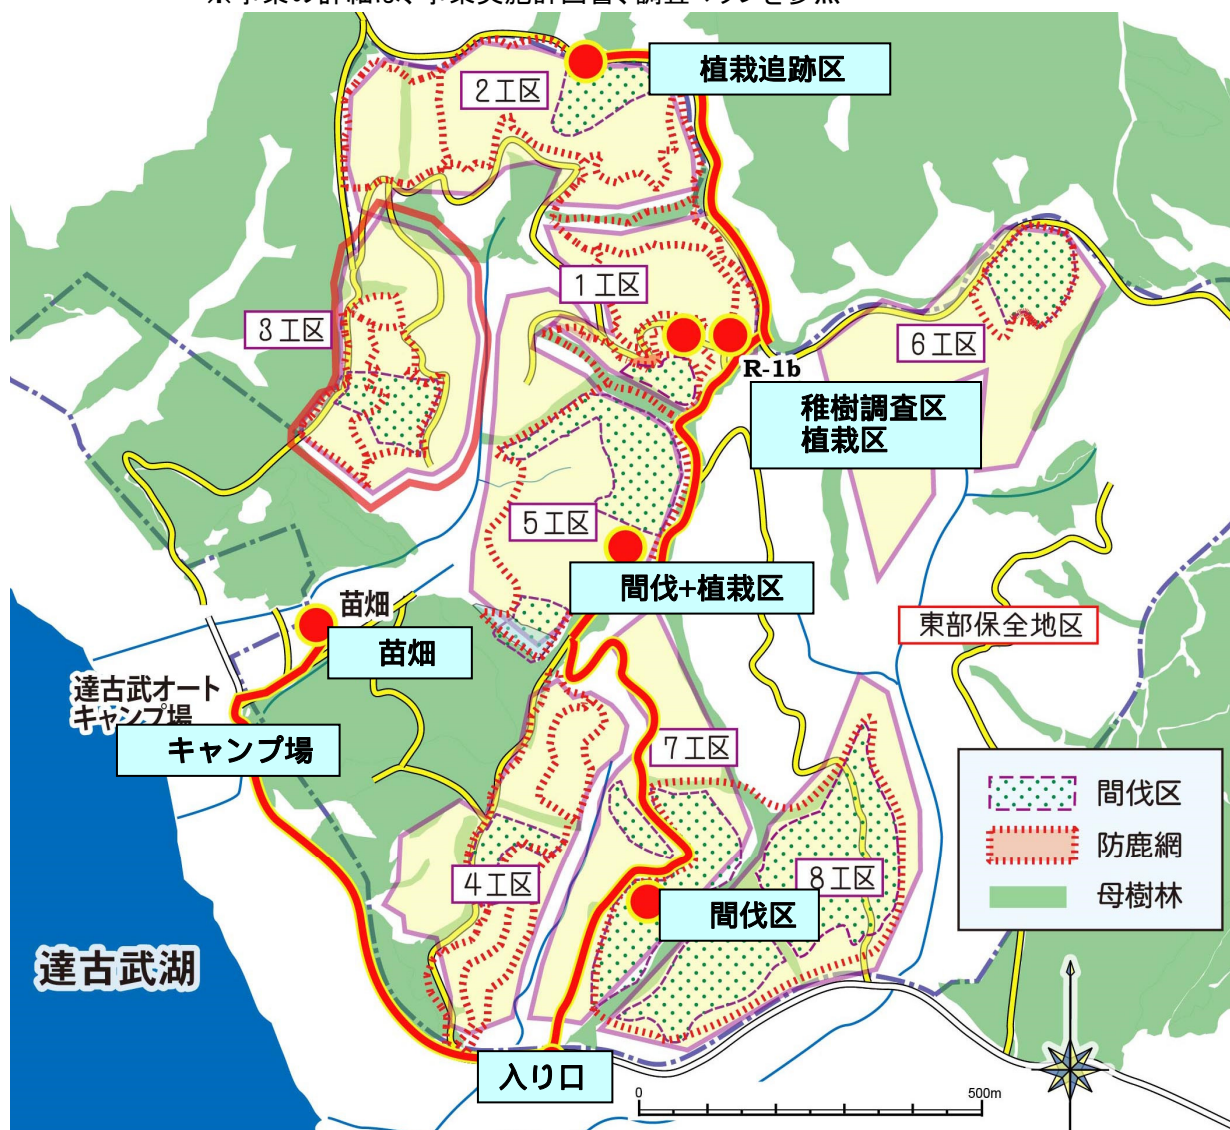 植栽追跡区
2工区
1工区
3工区
6工区
R-1b
稚樹調査区
植栽区
5工区
間伐+植栽区
苗畑
苗畑
東部保全地区
達古武オート
キャンプ場
キャンプ場
7工区
間伐区
防鹿網
母樹林
4工区
8工区
間伐区
達古武湖
入り口
0
500m